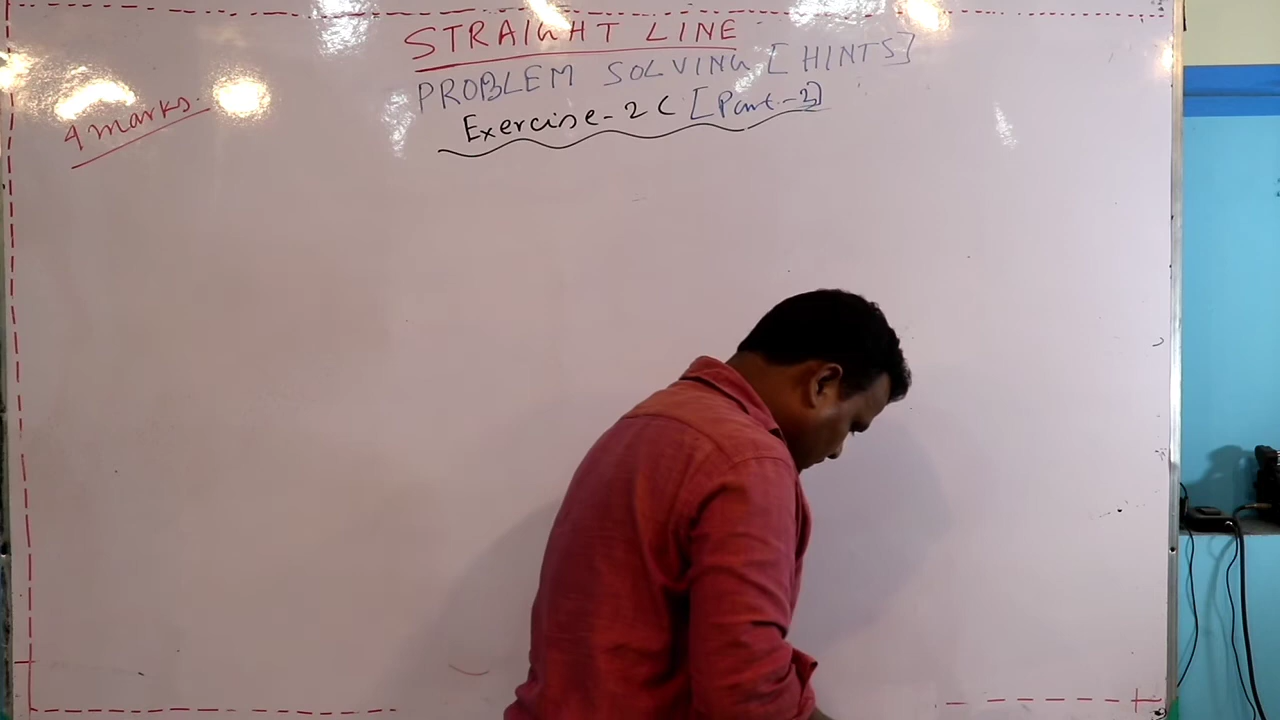 STRAIGHT LINE
PROBLEM SOLVING [HINTS]
4 marks.
Exercise-2C [Part-2]